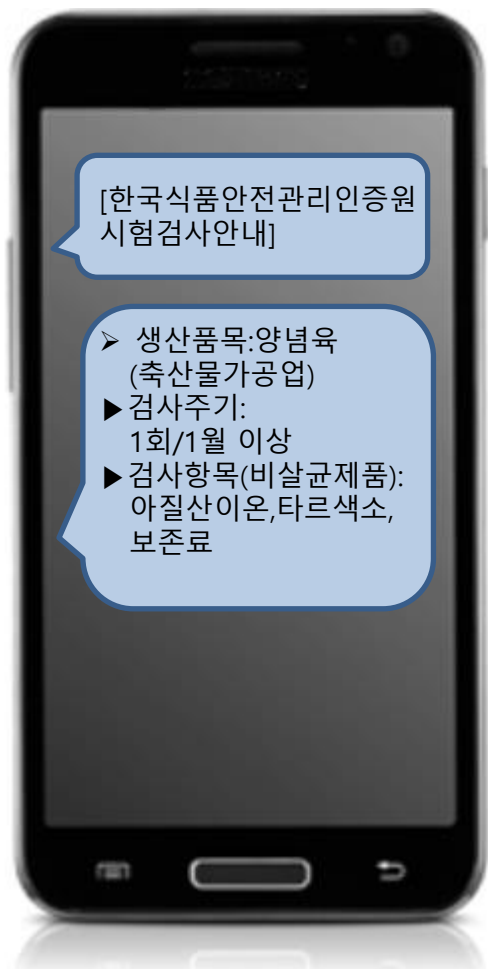 [한국식품안전관리인증원
시험검사안내]
➢ 생산품목:양념육
(축산물가공업)
▶검사주기:
1회/1월 이상
▶검사항목(비살균제품):
아질산이온,타르색소,
보존료